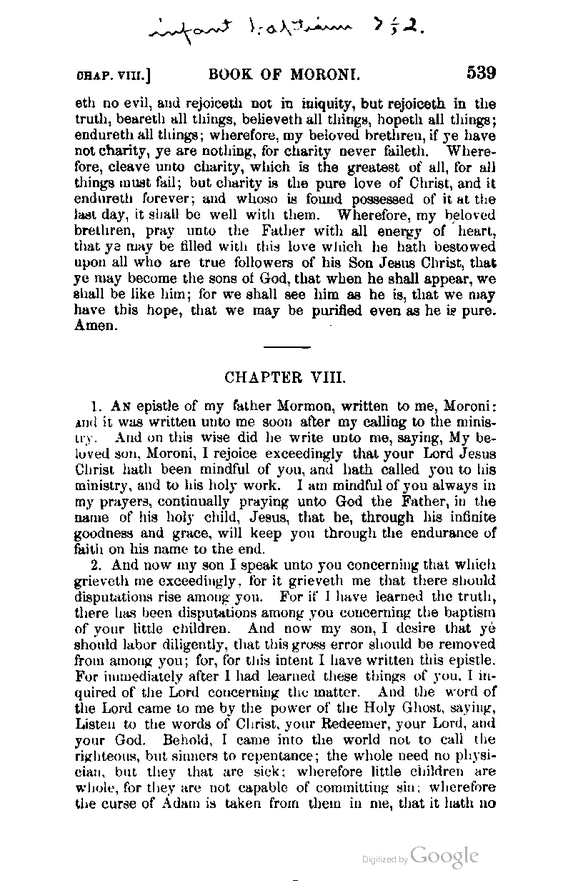 infant baptism 7 ; 2.
CHAP. VIII.] BOOK OF MORONI. 539
eth no evil, and rejoiceth not in iniquity, but rejoiceth in the
truth, beareth all things, believeth all things, hopeth all things;
endureth all things; wherefore, my beloved brethren, if ye have
not charity, ye are nothing, for charity never faileth. Where-
fore, cleave unto charity, which is the greatest of all, for all
things must fail; but charity is the pure love of Christ, and it
endureth forever; and whoso is found possessed of it at the
last day, it shall be well with them. Wherefore, my beloved
brethren, pray unto the Father with all energy of heart,
that ye may be filled with this love which he hath bestowed
upon all who are true followers of his Son Jesus Christ, that
ye may become the sons of God, that when he shall appear, we
shall be like him; for we shall see him as he is, that we may
have this hope, that we may be purified even as he is pure.
Amen.
CHAPTER VIII.
1. AN epistle of my father Mormon, written to me, Moroni:
and it was written unto me soon after my calling to the minis-
try. And on this wise did he write unto me, saying, My be-
loved son, Moroni, I rejoice exceedingly that your Lord Jesus
Christ hath been mindful of you, and hath called you to his
ministry, and to his holy work. I am mindful of you always in
my prayers, continually praying unto God the Father, in the
name of his holy child, Jesus, that he, through his infinite
goodness and grace, will keep you through the endurance of
faith on his name to the end.
2. And now my son I speak unto you concerning that which
grieveth me exceedingly, for it grieveth me that there should
disputations rise among you. For if I have learned the truth,
there has been disputations among you concerning the baptism
of your little children. And now my son, I desire that ye
should labor diligently, that this gross error should be removed
from among you; for, for this intent I have written this epistle.
For immediately after I had learned these things of you, I in-
quired of the Lord concerning the matter. And the word of
the Lord came to me by the power of the Holy Ghost, saying,
Listen to the words of Christ, your Redeemer, your Lord, and
your God. Behold, I came into the world not to call the
righteous, but sinners to repentance; the whole need no physi-
cian, but they that are sick; wherefore little children are
whole, for they are not capable of committing sin; wherefore
the curse of Adam is taken from them in me, that it hath no
Digitized by Google